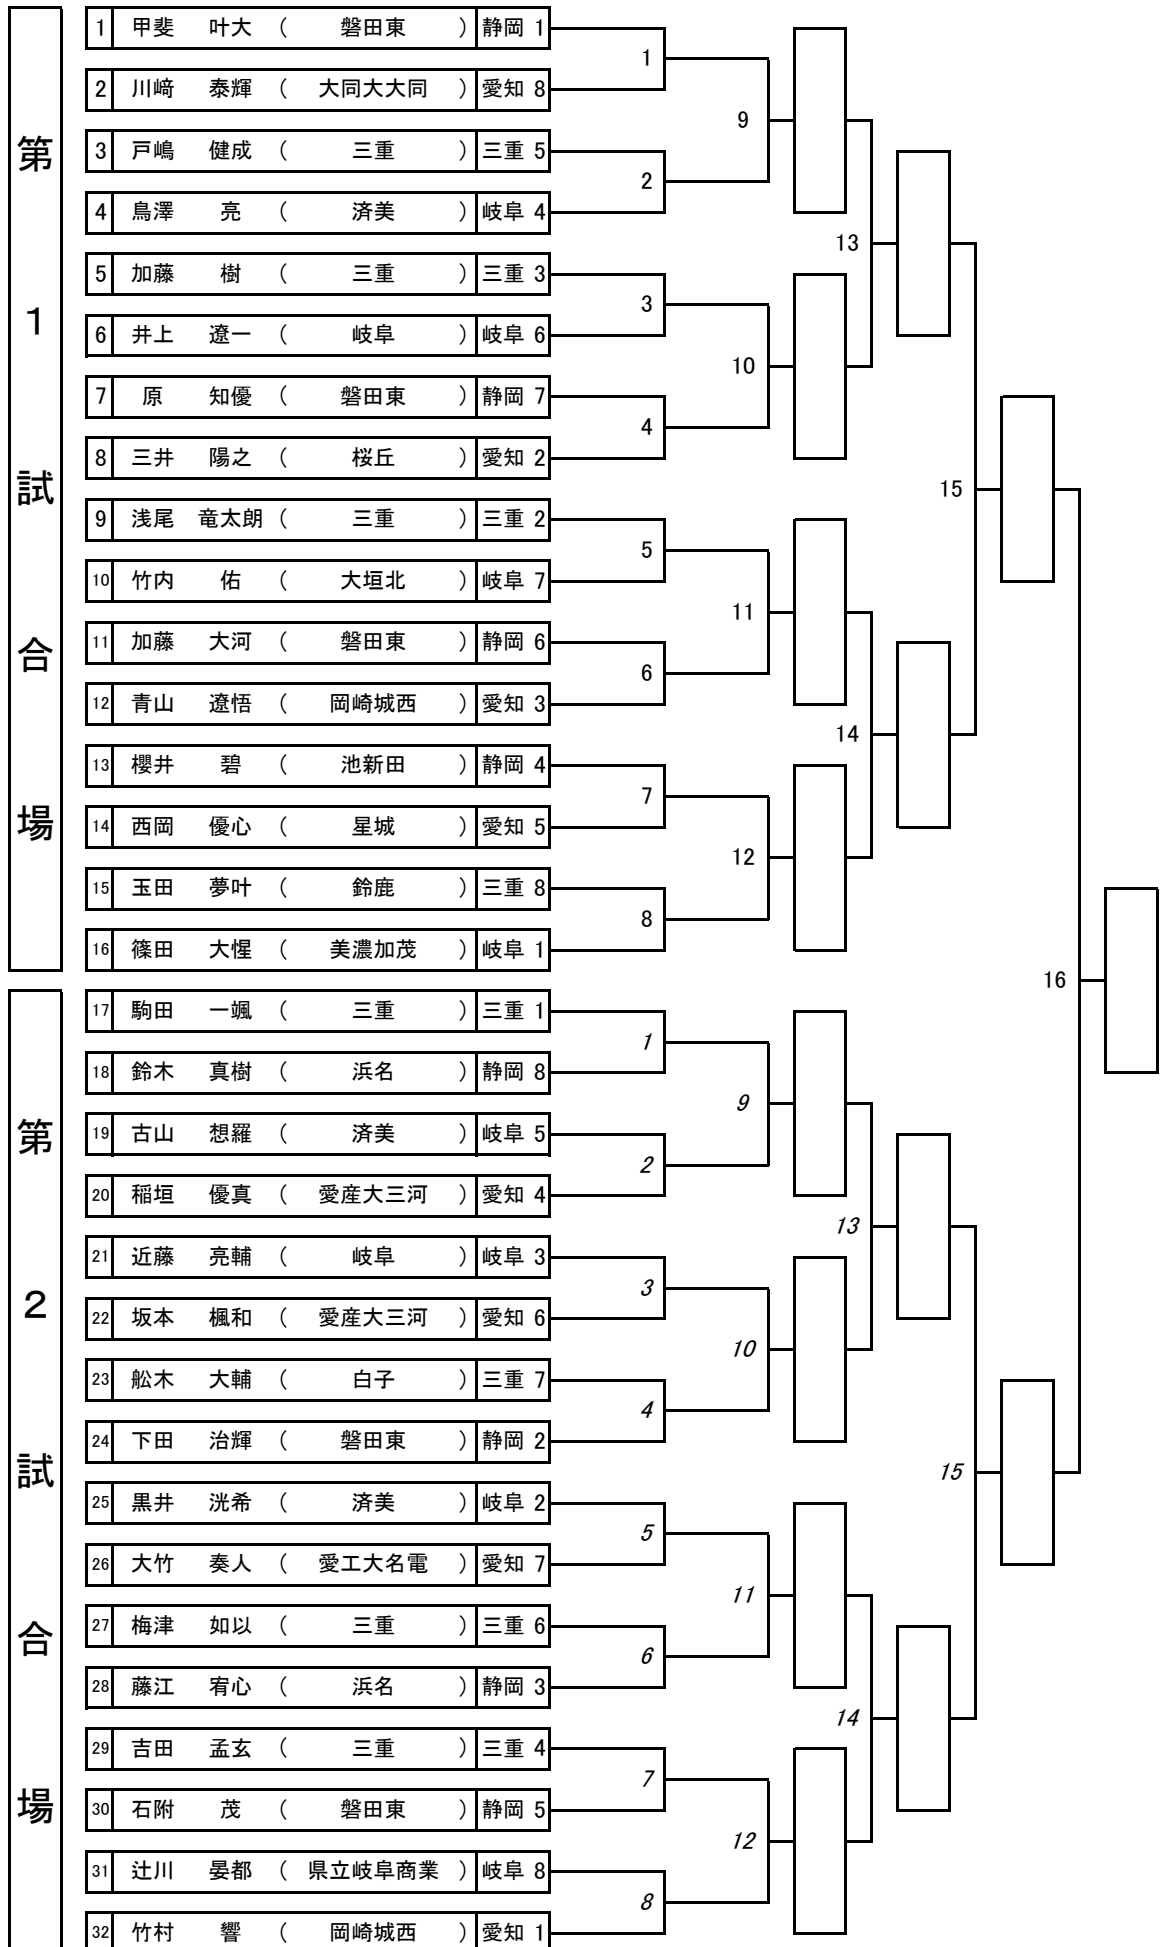 第１試合場
1 甲斐 叶大 （ 磐田東 ） 静岡 1
2 川﨑 泰輝 （ 大同大大同 ） 愛知 8
3 戸嶋 健成 （ 三重 ） 三重 5
4 鳥澤 亮 （ 済美 ） 岐阜 4
5 加藤 樹 （ 三重 ） 三重 3
6 井上 遼一 （ 岐阜 ） 岐阜 6
7 原 知優 （ 磐田東 ） 静岡 7
8 三井 陽之 （ 桜丘 ） 愛知 2
9 浅尾 竜太朗 （ 三重 ） 三重 2
10 竹内 佑 （ 大垣北 ） 岐阜 7
11 加藤 大河 （ 磐田東 ） 静岡 6
12 青山 遼悟 （ 岡崎城西 ） 愛知 3
13 櫻井 碧 （ 池新田 ） 静岡 4
14 西岡 優心 （ 星城 ） 愛知 5
15 玉田 夢叶 （ 鈴鹿 ） 三重 8
16 篠田 大惺 （ 美濃加茂 ） 岐阜 1
1
2
3
4
5
6
7
8
9
10
11
12
13
14
15
16
第２試合場
17 駒田 一颯 （ 三重 ） 三重 1
18 鈴木 真樹 （ 浜名 ） 静岡 8
19 古山 想羅 （ 済美 ） 岐阜 5
20 稲垣 優真 （ 愛産大三河 ） 愛知 4
21 近藤 亮輔 （ 岐阜 ） 岐阜 3
22 坂本 楓和 （ 愛産大三河 ） 愛知 6
23 舩木 大輔 （ 白子 ） 三重 7
24 下田 治輝 （ 磐田東 ） 静岡 2
25 黒井 洸希 （ 済美 ） 岐阜 2
26 大竹 奏人 （ 愛工大名電 ） 愛知 7
27 梅津 如以 （ 三重 ） 三重 6
28 藤江 宥心 （ 浜名 ） 静岡 3
29 吉田 孟玄 （ 三重 ） 三重 4
30 石附 茂 （ 磐田東 ） 静岡 5
31 辻川 晏都 （ 県立岐阜商業 ） 岐阜 8
32 竹村 響 （ 岡崎城西 ） 愛知 1
1
2
3
4
5
6
7
8
9
10
11
12
13
14
15